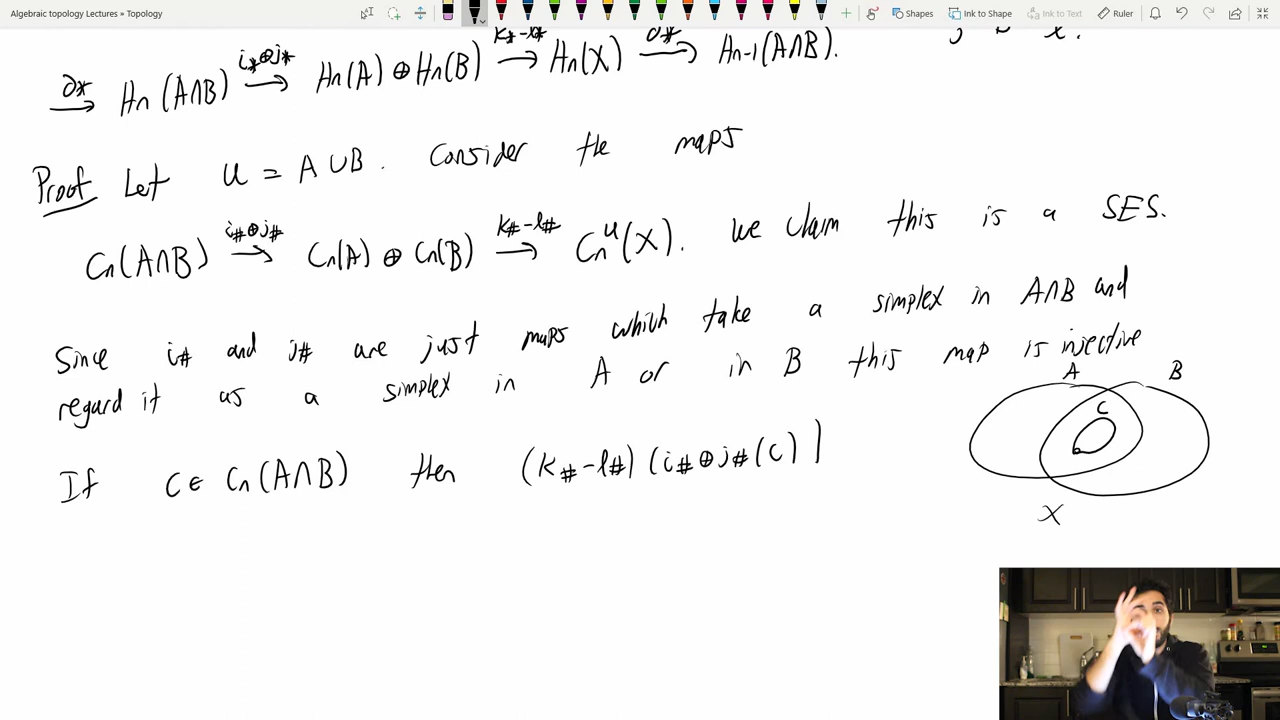 Algebraic topology Lectures » Topology
Shapes Ink to Shape Ink to Text Ruler
∂* → Hn(A∩B) i*⊕j* → Hn(A)⊕Hn(B) k*-l* → Hn(X) ∂* → Hn-1(A∩B).
Proof Let U = A∪B. Consider the maps
Cn(A∩B) i#⊕j# → Cn(A) ⊕ Cn(B) k#-l# → Cn^U(X). We claim this is a SES.
Since i# and j# are just maps which take a simplex in A∩B and
regard it as a simplex in A or in B this map is injective
A B
C
If C ∈ Cn(A∩B) then (k#-l#)(i#⊕j#(C))
X